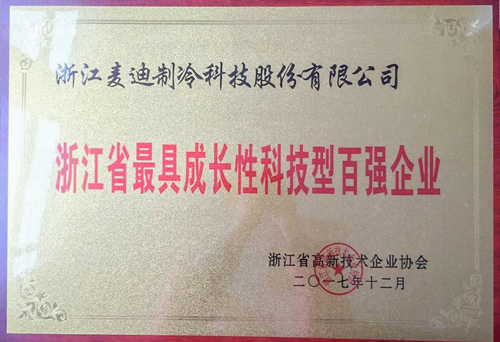 浙江麦迪制冷科技股份有限公司
浙江省最具成长性科技型百强企业
浙江省高新技术企业协会
二〇一七年十二月